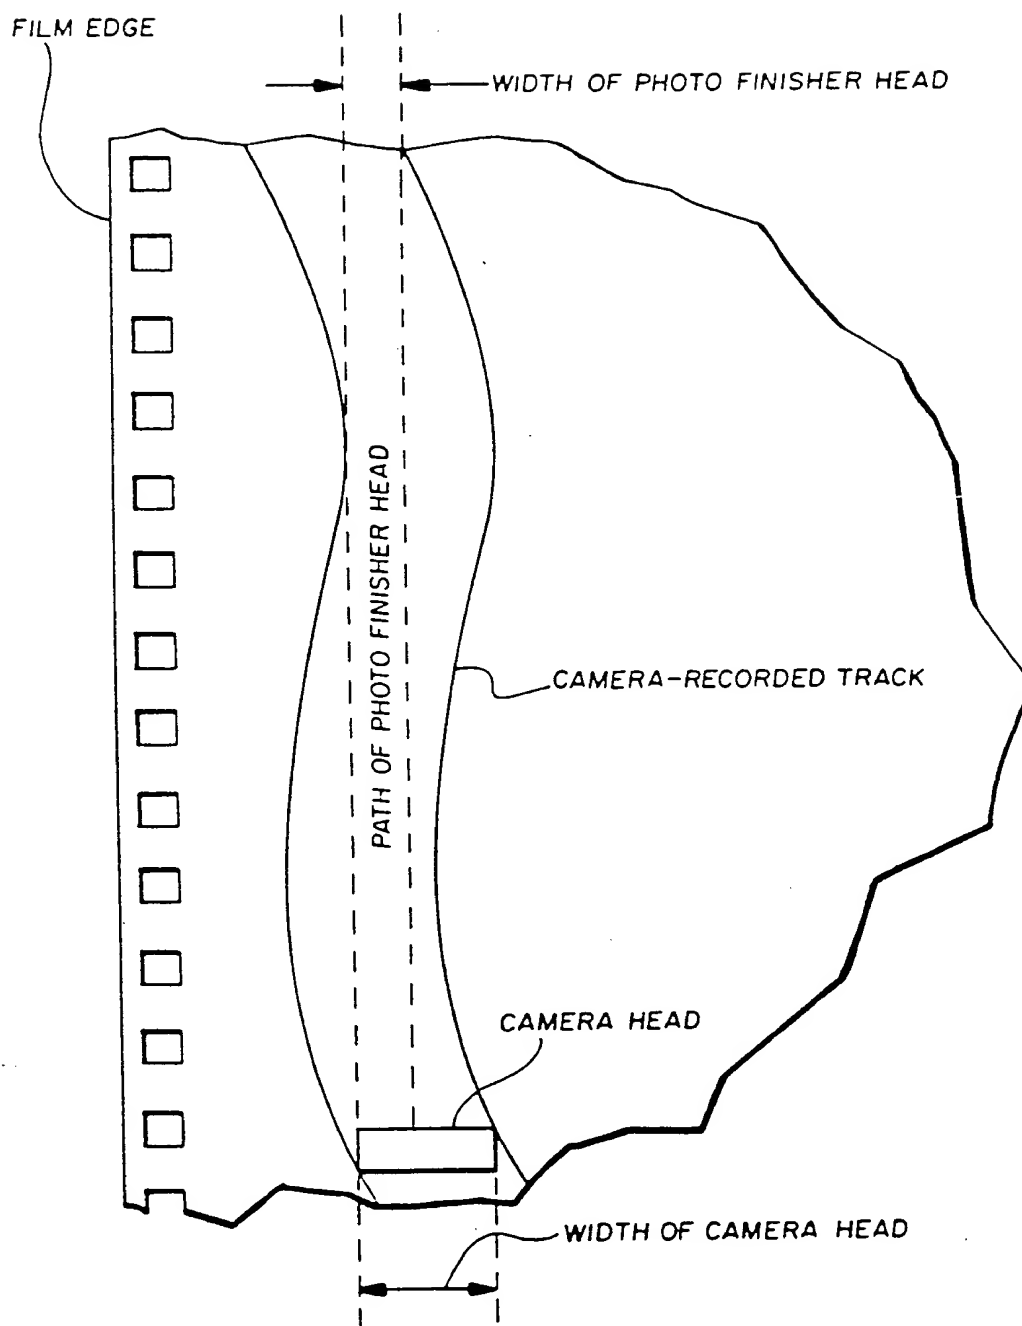 FILM EDGE
WIDTH OF PHOTO FINISHER HEAD
PATH OF PHOTO FINISHER HEAD
CAMERA-RECORDED TRACK
CAMERA HEAD
WIDTH OF CAMERA HEAD